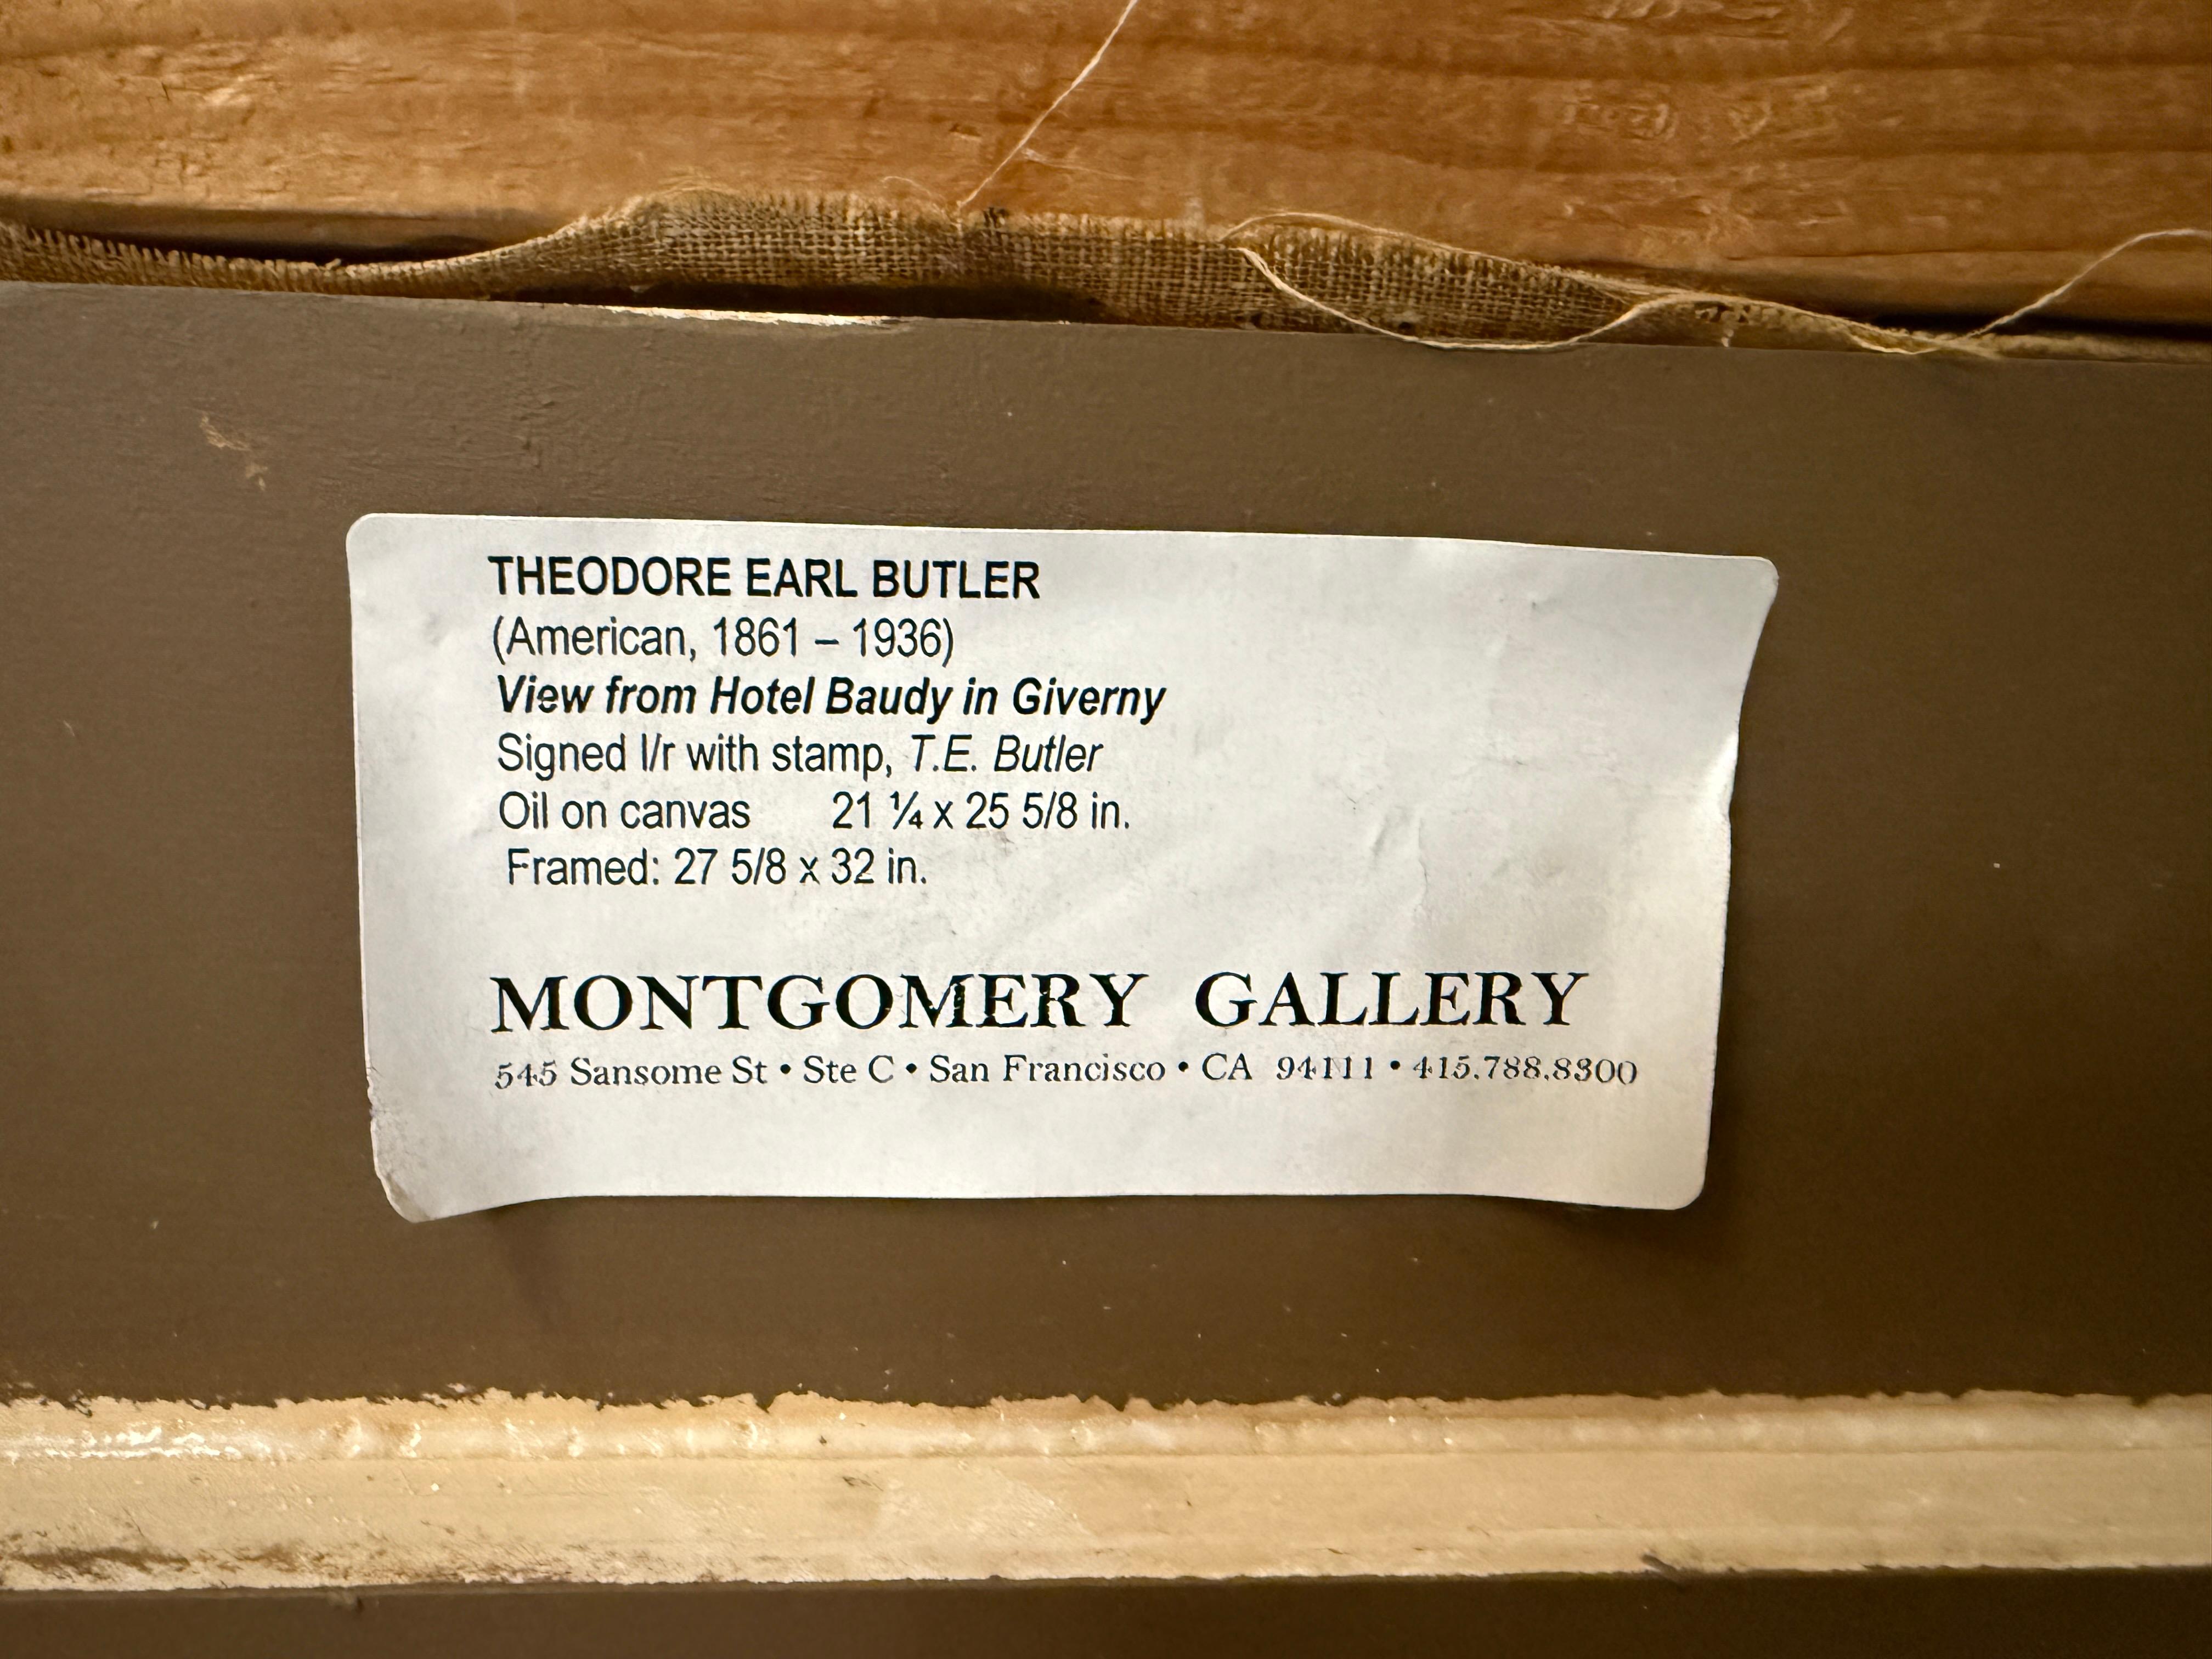 THEODORE EARL BUTLER
(American, 1861 – 1936)
View from Hotel Baudy in Giverny
Signed l/r with stamp, T.E. Butler
Oil on canvas 21 ¼ x 25 5/8 in.
Framed: 27 5/8 x 32 in.
MONTGOMERY GALLERY
545 Sansome St • Ste C • San Francisco • CA 94111 • 415.788.8300